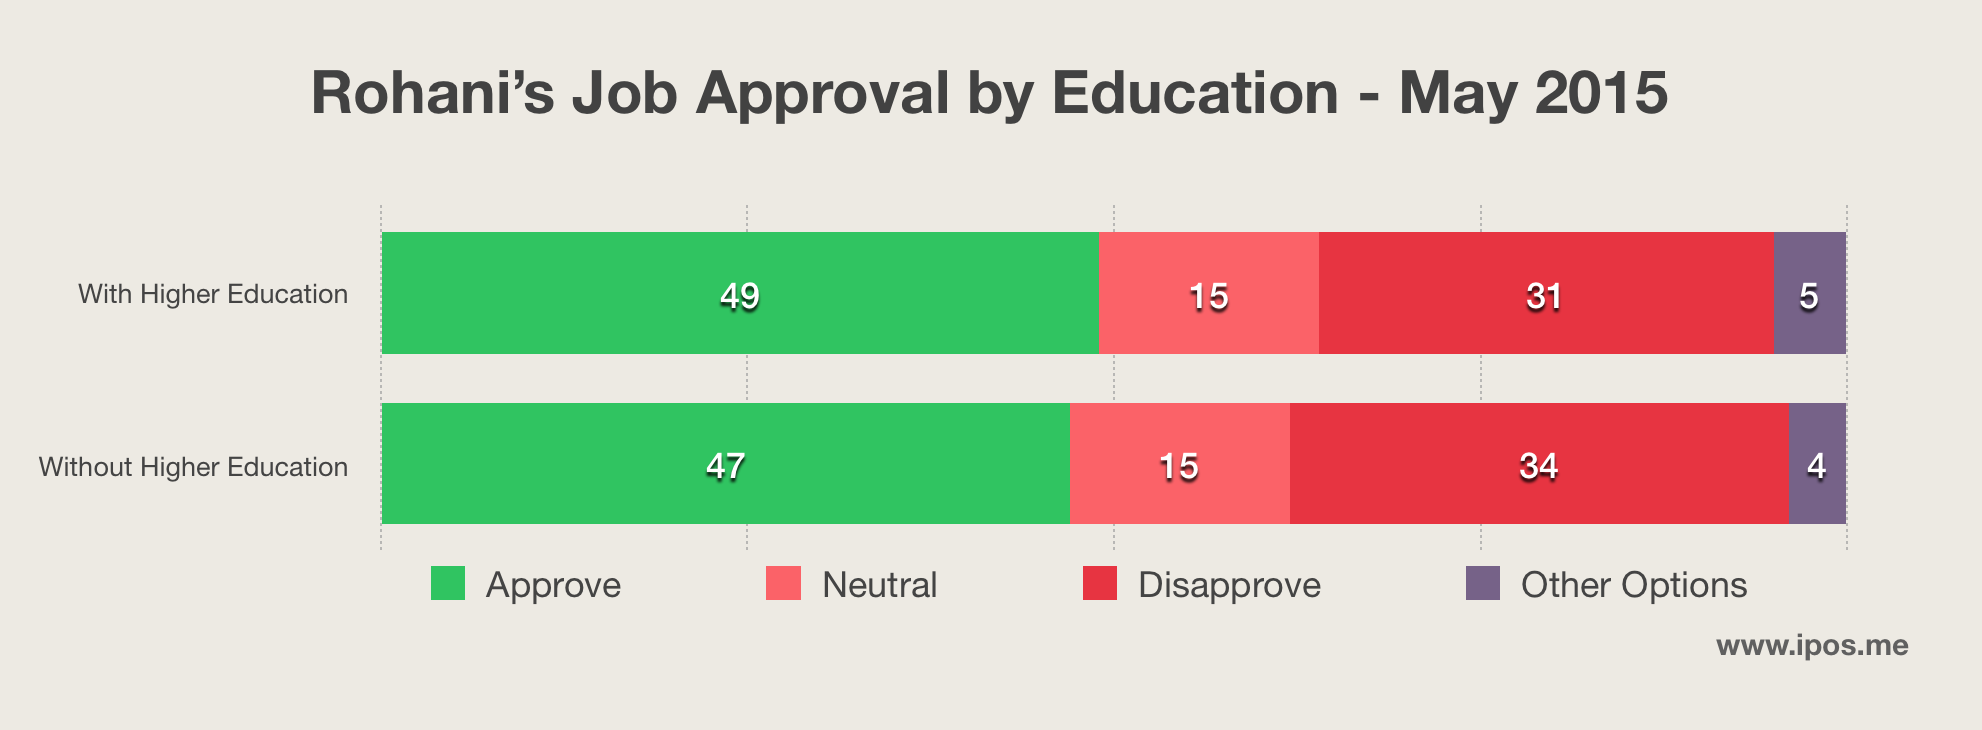 Rohani’s Job Approval by Education - May 2015
With Higher Education
49
15
31
5
Without Higher Education
47
15
34
4
Approve
Neutral
Disapprove
Other Options
www.ipos.me